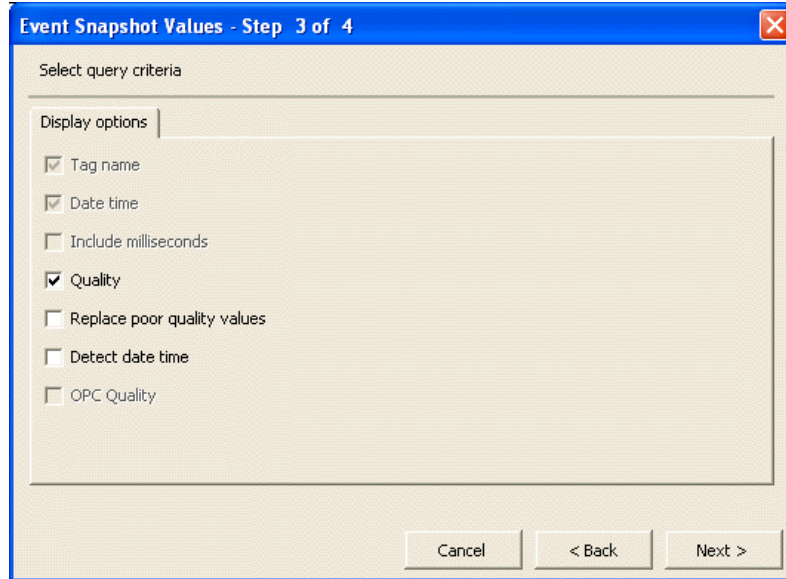 Event Snapshot Values - Step 3 of 4
Select query criteria
Display options
Tag name
Date time
Include milliseconds
Quality
Replace poor quality values
Detect date time
OPC Quality
Cancel
< Back
Next >